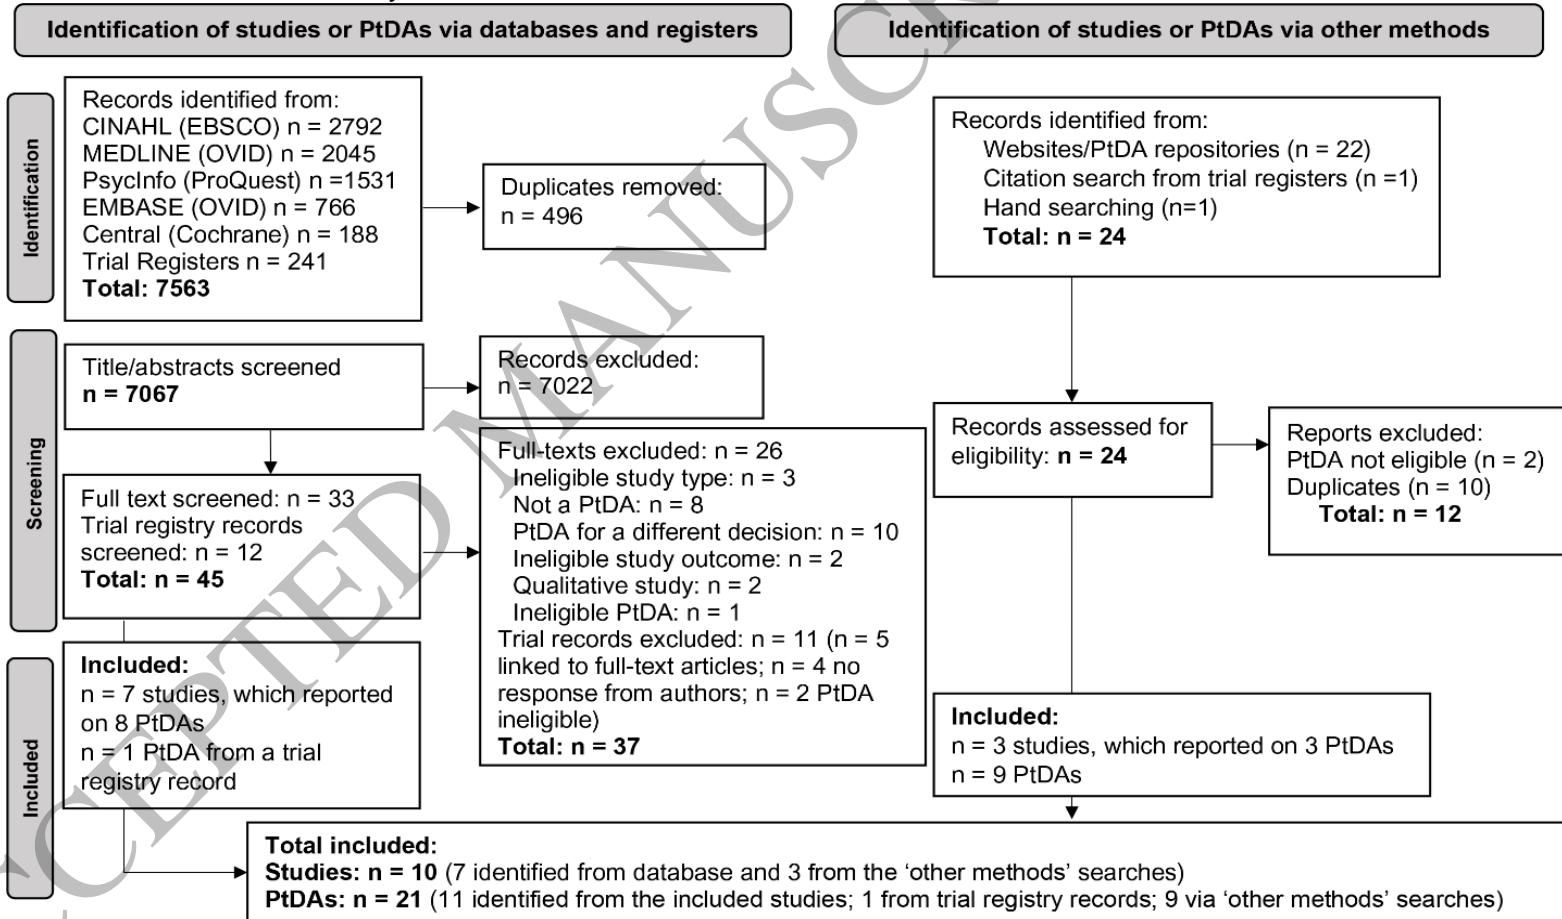 Identification of studies or PtDAs via databases and registers
Identification of studies or PtDAs via other methods
Identification
Records identified from:
CINAHL (EBSCO) n = 2792
MEDLINE (OVID) n = 2045
PsycInfo (ProQuest) n =1531
EMBASE (OVID) n = 766
Central (Cochrane) n = 188
Trial Registers n = 241
Total: 7563
Duplicates removed:
n = 496
Records identified from:
Websites/PtDA repositories (n = 22)
Citation search from trial registers (n =1)
Hand searching (n=1)
Total: n = 24
Screening
Title/abstracts screened
n = 7067
Records excluded:
n = 7022
Full text screened: n = 33
Trial registry records
screened: n = 12
Total: n = 45
Full-texts excluded: n = 26
Ineligible study type: n = 3
Not a PtDA: n = 8
PtDA for a different decision: n = 10
Ineligible study outcome: n = 2
Qualitative study: n = 2
Ineligible PtDA: n = 1
Trial records excluded: n = 11 (n = 5
linked to full-text articles; n = 4 no
response from authors; n = 2 PtDA
ineligible)
Total: n = 37
Records assessed for
eligibility: n = 24
Reports excluded:
PtDA not eligible (n = 2)
Duplicates (n = 10)
Total: n = 12
Included
Included:
n = 7 studies, which reported
on 8 PtDAs
n = 1 PtDA from a trial
registry record
Included:
n = 3 studies, which reported on 3 PtDAs
n = 9 PtDAs
Total included:
Studies: n = 10 (7 identified from database and 3 from the ‘other methods’ searches)
PtDAs: n = 21 (11 identified from the included studies; 1 from trial registry records; 9 via ‘other methods’ searches)
CEPTED MANUSCR